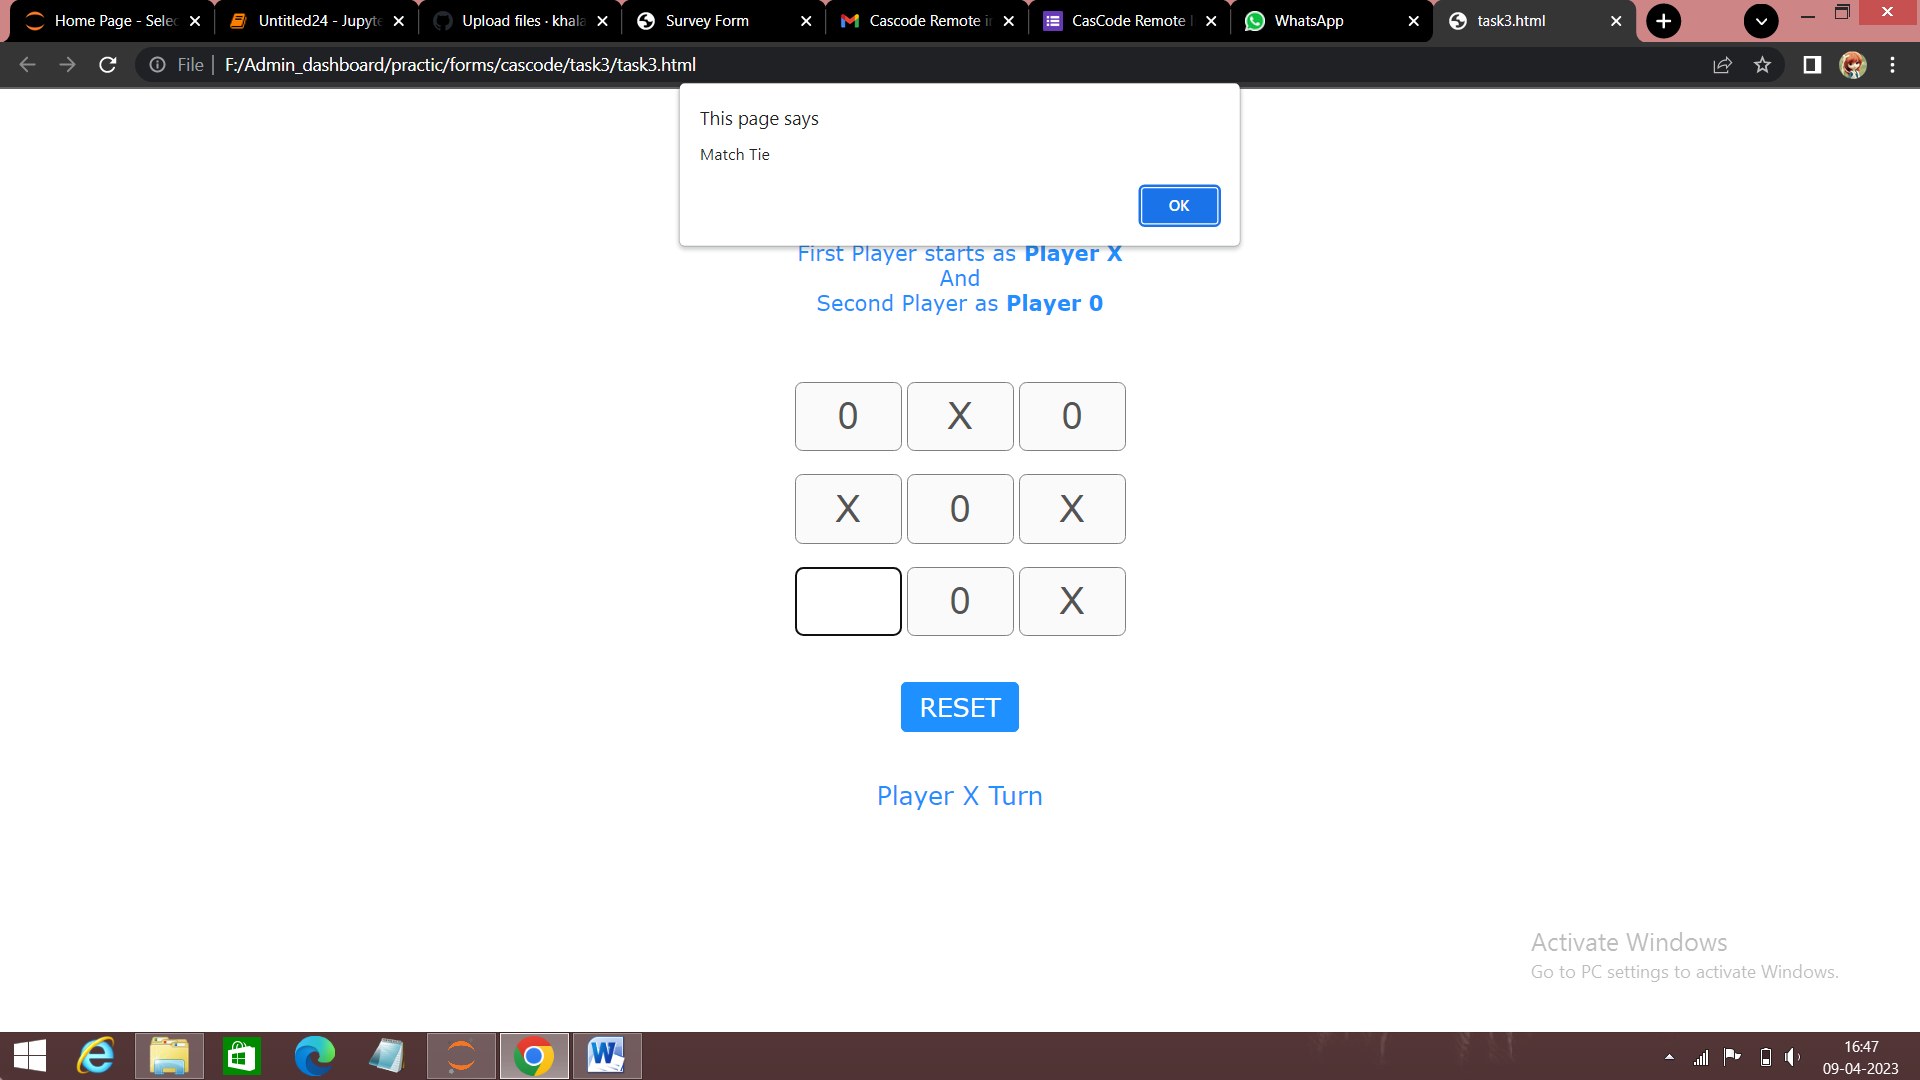 Home Page - Selec
Untitled24 - Jupyte
Upload files - khala
Survey Form
Cascode Remote in
CasCode Remote I
WhatsApp
task3.html
File | F:/Admin_dashboard/practic/forms/cascode/task3/task3.html
This page says
Match Tie
OK
First Player starts as Player X
And
Second Player as Player 0
0 X 0
X 0 X
0 X
RESET
Player X Turn
Activate Windows
Go to PC settings to activate Windows.
16:47
09-04-2023